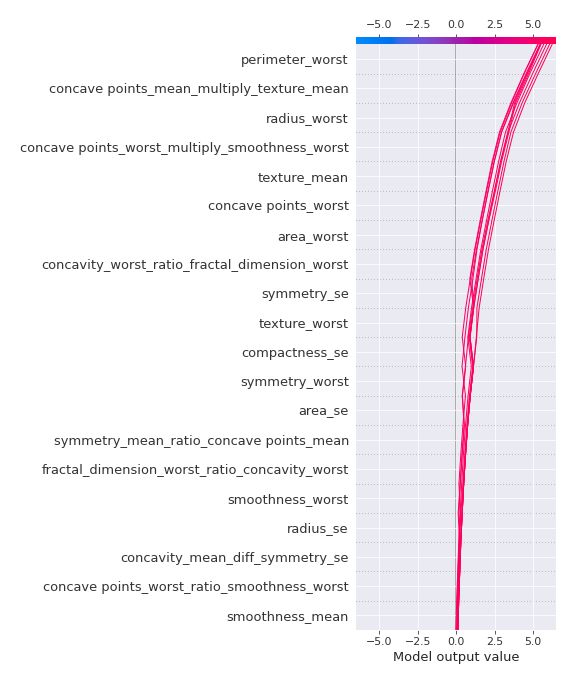 −5.0 −2.5 0.0 2.5 5.0
perimeter_worst
concave points_mean_multiply_texture_mean
radius_worst
concave points_worst_multiply_smoothness_worst
texture_mean
concave points_worst
area_worst
concavity_worst_ratio_fractal_dimension_worst
symmetry_se
texture_worst
compactness_se
symmetry_worst
area_se
symmetry_mean_ratio_concave points_mean
fractal_dimension_worst_ratio_concavity_worst
smoothness_worst
radius_se
concavity_mean_diff_symmetry_se
concave points_worst_ratio_smoothness_worst
smoothness_mean
−5.0 −2.5 0.0 2.5 5.0
Model output value